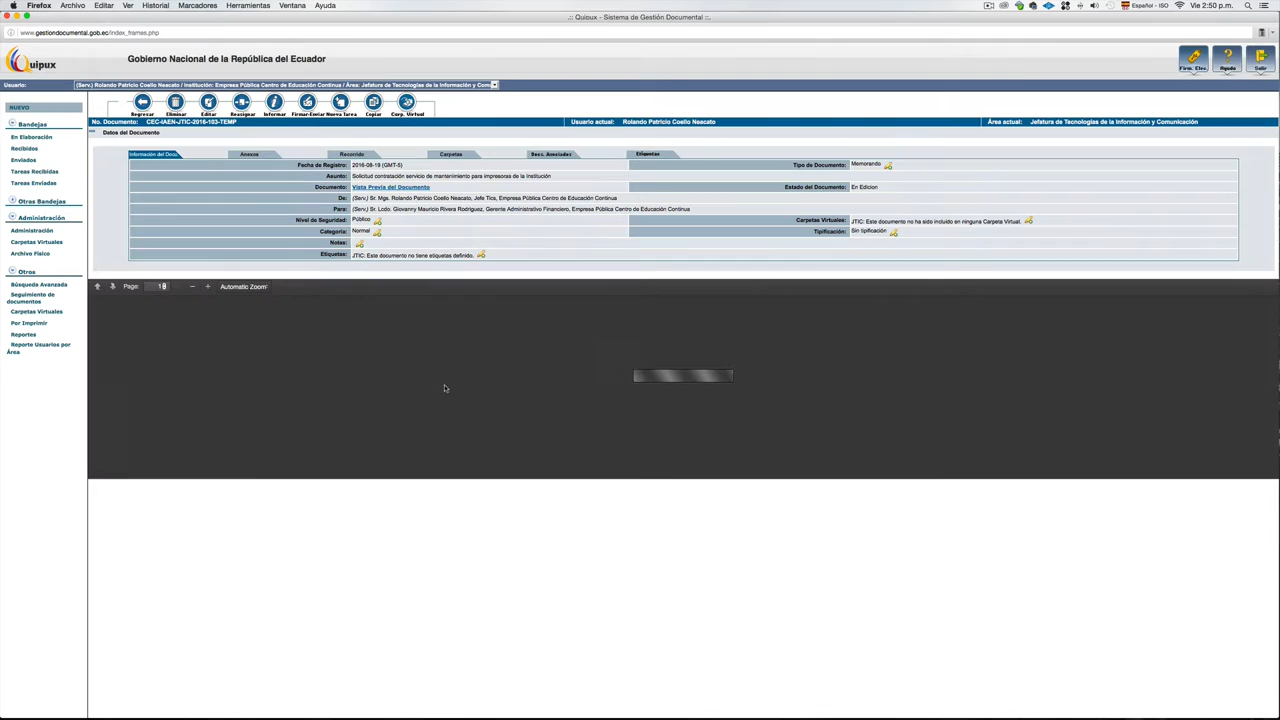 Firefox Archivo Editar Ver Historial Marcadores Herramientas Ventana Ayuda Español - ISO Vie 2:50 p.m.
.:: Quipux - Sistema de Gestión Documental ::.
www.gestiondocumental.gob.ec/index_frames.php
Quipux Gobierno Nacional de la República del Ecuador Firm. Elec Ayuda Salir
Usuario: (Serv.) Rolando Patricio Coello Neacato / Institución: Empresa Pública Centro de Educación Continua / Área: Jefatura de Tecnologías de la Información y Com
NUEVO
Bandejas
En Elaboración
Recibidos
Enviados
Tareas Recibidas
Tareas Enviadas
Otras Bandejas
Administración
Administración
Carpetas Virtuales
Archivo Físico
Otros
Búsqueda Avanzada
Seguimiento de
documentos
Carpetas Virtuales
Por Imprimir
Reportes
Reporte Usuarios por
Área
Regresar Eliminar Editar Reasignar Informar Firmar-Enviar Nueva Tarea Copiar Carp. Virtual
No. Documento: CEC-IAEN-JTIC-2016-103-TEMP Usuario actual: Rolando Patricio Coello Neacato Área actual: Jefatura de Tecnologías de la Información y Comunicación
Datos del Documento
Información del Docu Anexos Recorrido Carpetas Docs. Asociados Etiquetas
Fecha de Registro: 2016-08-19 (GMT-5) Tipo de Documento: Memorando
Asunto: Solicitud contratación servicio de mantenimiento para impresoras de la Institución
Documento: Vista Previa del Documento Estado del Documento: En Edicion
De: (Serv.) Sr. Mgs. Rolando Patricio Coello Neacato, Jefe Tics, Empresa Pública Centro de Educación Continua
Para: (Serv.) Sr. Lcdo. Giovanny Mauricio Rivera Rodriguez, Gerente Administrativo Financiero, Empresa Pública Centro de Educación Continua
Nivel de Seguridad: Público Carpetas Virtuales: JTIC: Este documento no ha sido incluido en ninguna Carpeta Virtual.
Categoría: Normal Tipificación: Sin tipificación
Notas:
Etiquetas: JTIC: Este documento no tiene etiquetas definido.
Page: 1 Automatic Zoom